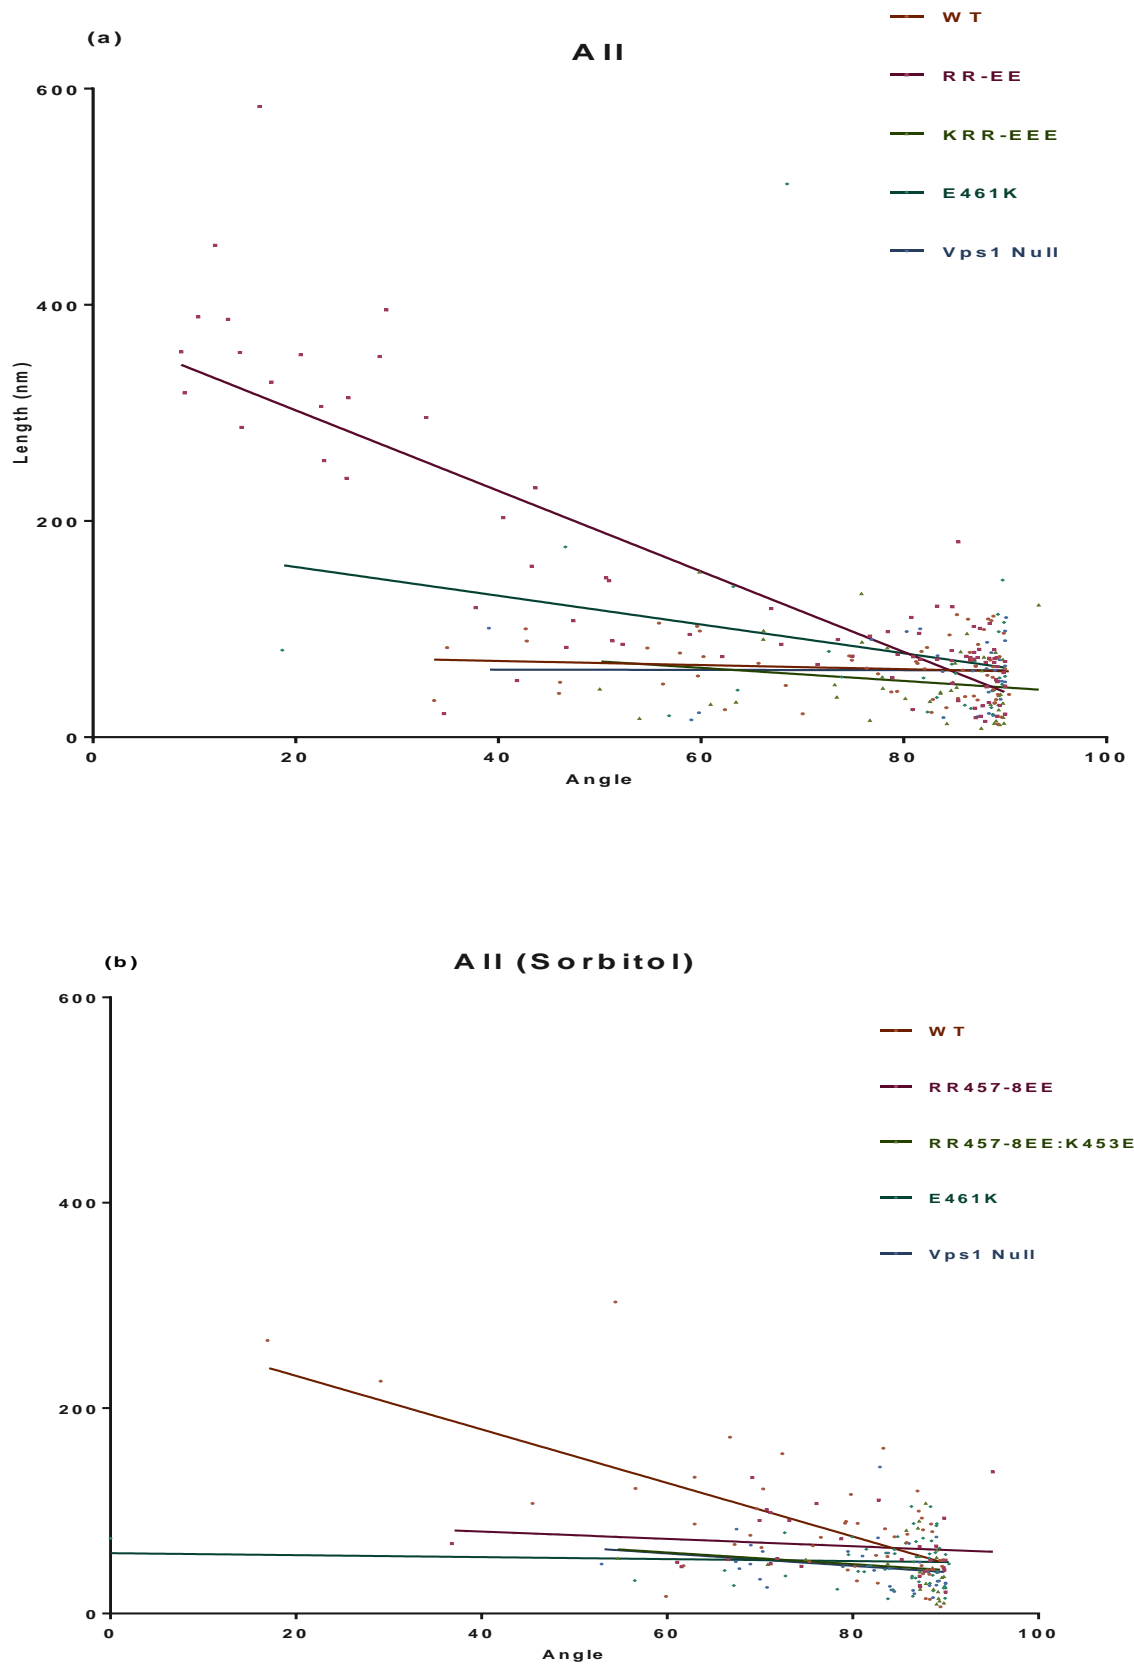 (a)
All
WT
RR-EE
KRR-EEE
E461K
Vps1 Null
600
400
200
0
Length (nm)
0 20 40 60 80 100
Angle
(b)
All (Sorbitol)
WT
RR457-8EE
RR457-8EE:K453E
E461K
Vps1 Null
600
400
200
0
0 20 40 60 80 100
Angle